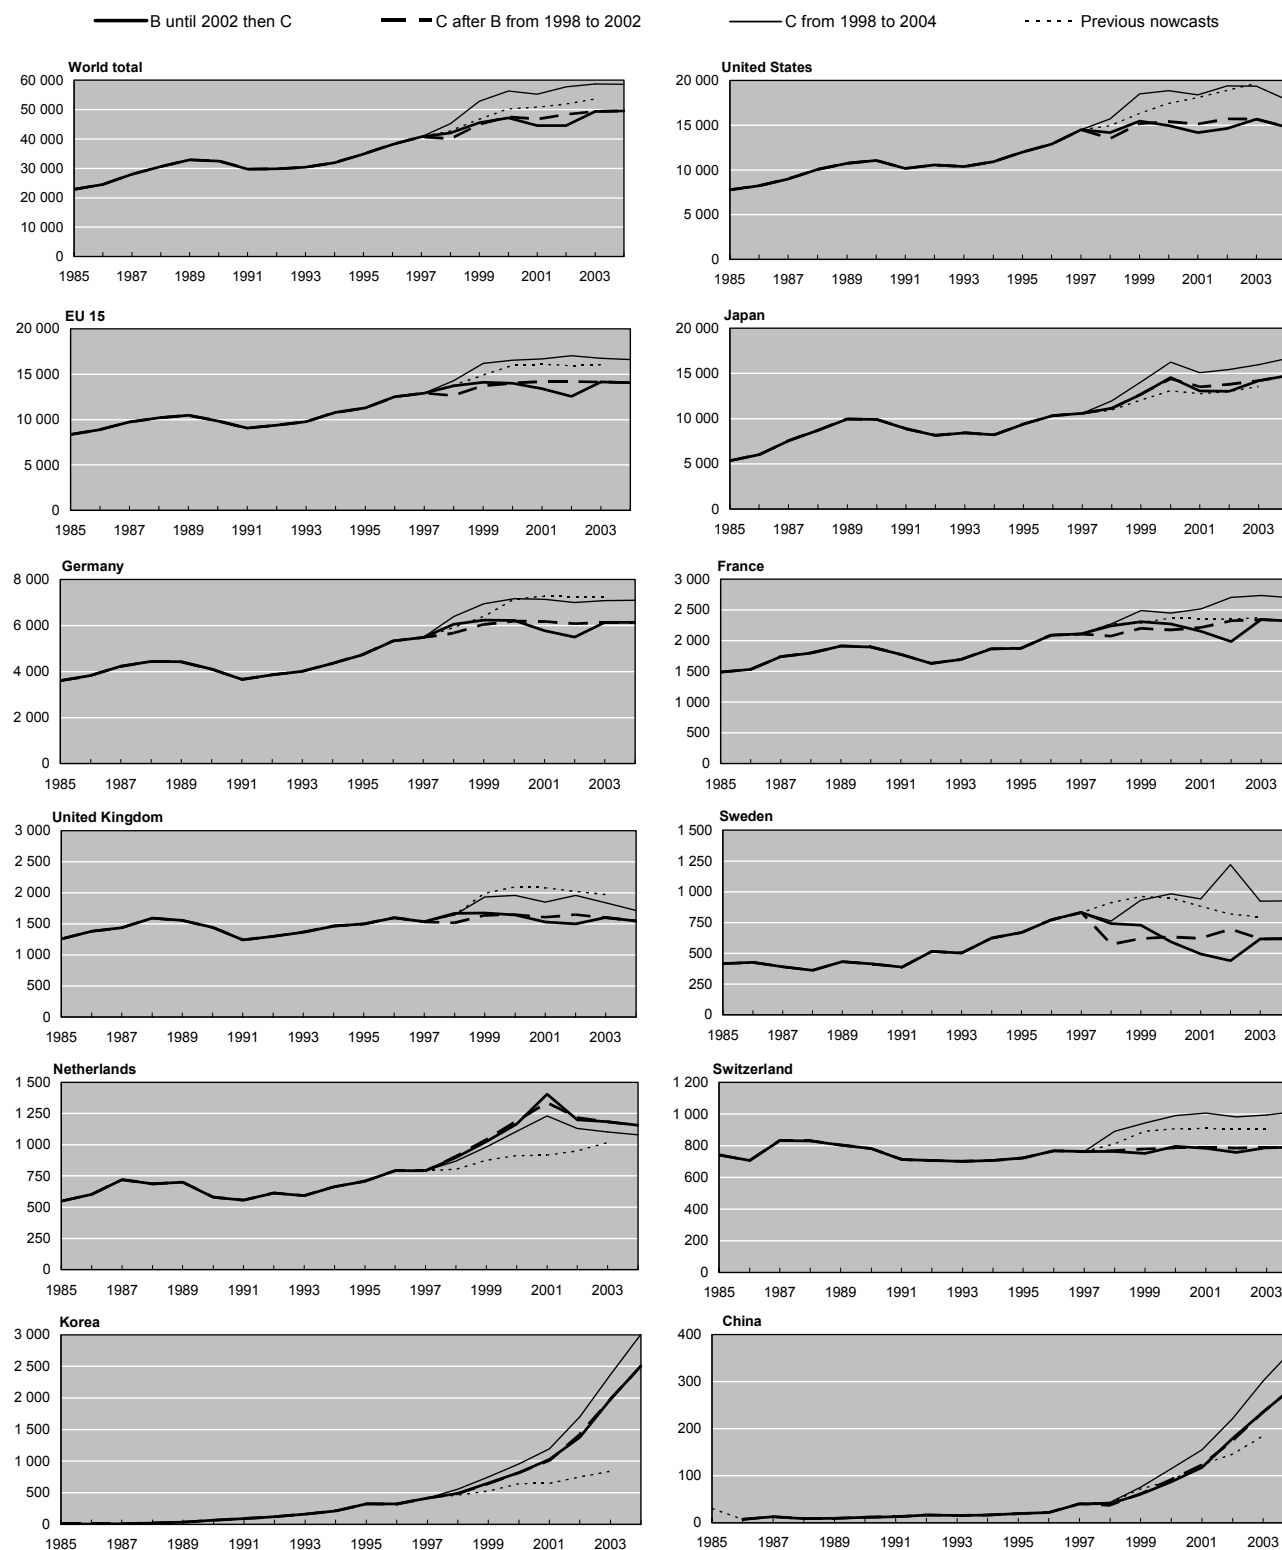 B until 2002 then C C after B from 1998 to 2002 C from 1998 to 2004 Previous nowcasts
World total
60 000
50 000
40 000
30 000
20 000
10 000
0
1985 1987 1989 1991 1993 1995 1997 1999 2001 2003
United States
20 000
15 000
10 000
5 000
0
1985 1987 1989 1991 1993 1995 1997 1999 2001 2003
EU 15
20 000
15 000
10 000
5 000
0
1985 1987 1989 1991 1993 1995 1997 1999 2001 2003
Japan
20 000
15 000
10 000
5 000
0
1985 1987 1989 1991 1993 1995 1997 1999 2001 2003
Germany
8 000
6 000
4 000
2 000
0
1985 1987 1989 1991 1993 1995 1997 1999 2001 2003
France
3 000
2 500
2 000
1 500
1 000
500
0
1985 1987 1989 1991 1993 1995 1997 1999 2001 2003
United Kingdom
3 000
2 500
2 000
1 500
1 000
500
0
1985 1987 1989 1991 1993 1995 1997 1999 2001 2003
Sweden
1 500
1 250
1 000
750
500
250
0
1985 1987 1989 1991 1993 1995 1997 1999 2001 2003
Netherlands
1 500
1 250
1 000
750
500
250
0
1985 1987 1989 1991 1993 1995 1997 1999 2001 2003
Switzerland
1 200
1 000
800
600
400
200
0
1985 1987 1989 1991 1993 1995 1997 1999 2001 2003
Korea
3 000
2 500
2 000
1 500
1 000
500
0
1985 1987 1989 1991 1993 1995 1997 1999 2001 2003
China
400
300
200
100
0
1985 1987 1989 1991 1993 1995 1997 1999 2001 2003